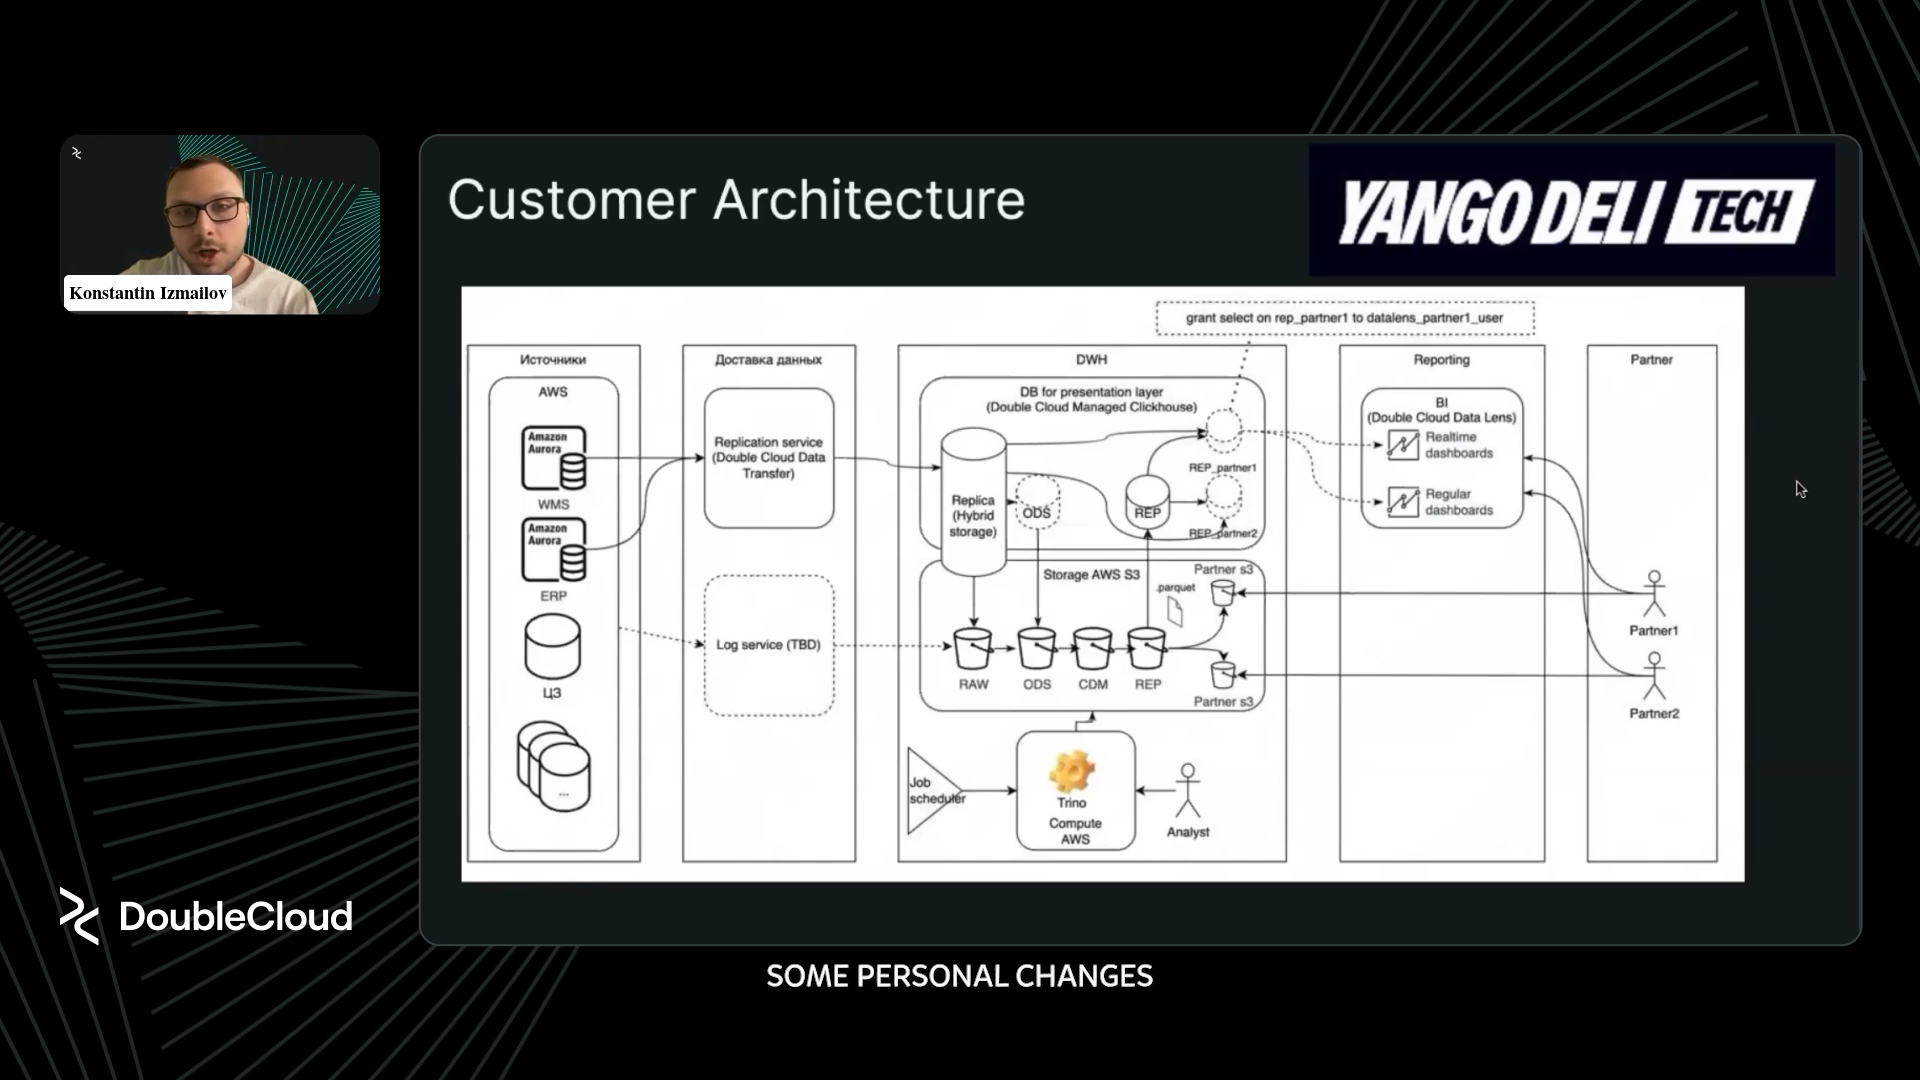 Customer Architecture
YANGO DELI TECH
Konstantin Izmailov
grant select on rep_partner1 to datalens_partner1_user
Источники
AWS
Amazon
Aurora
WMS
Amazon
Aurora
ERP
ЦЗ
...
Доставка данных
Replication service
(Double Cloud Data
Transfer)
Log service (TBD)
DWH
DB for presentation layer
(Double Cloud Managed Clickhouse)
Replica
(Hybrid
storage)
ODS
REP
REP_partner1
REP_partner2
Storage AWS S3
Partner s3
.parquet
RAW
ODS
CDM
REP
Partner s3
Job
scheduler
Trino
Compute
AWS
Analyst
Reporting
BI
(Double Cloud Data Lens)
Realtime
dashboards
Regular
dashboards
Partner
Partner1
Partner2
DoubleCloud
SOME PERSONAL CHANGES